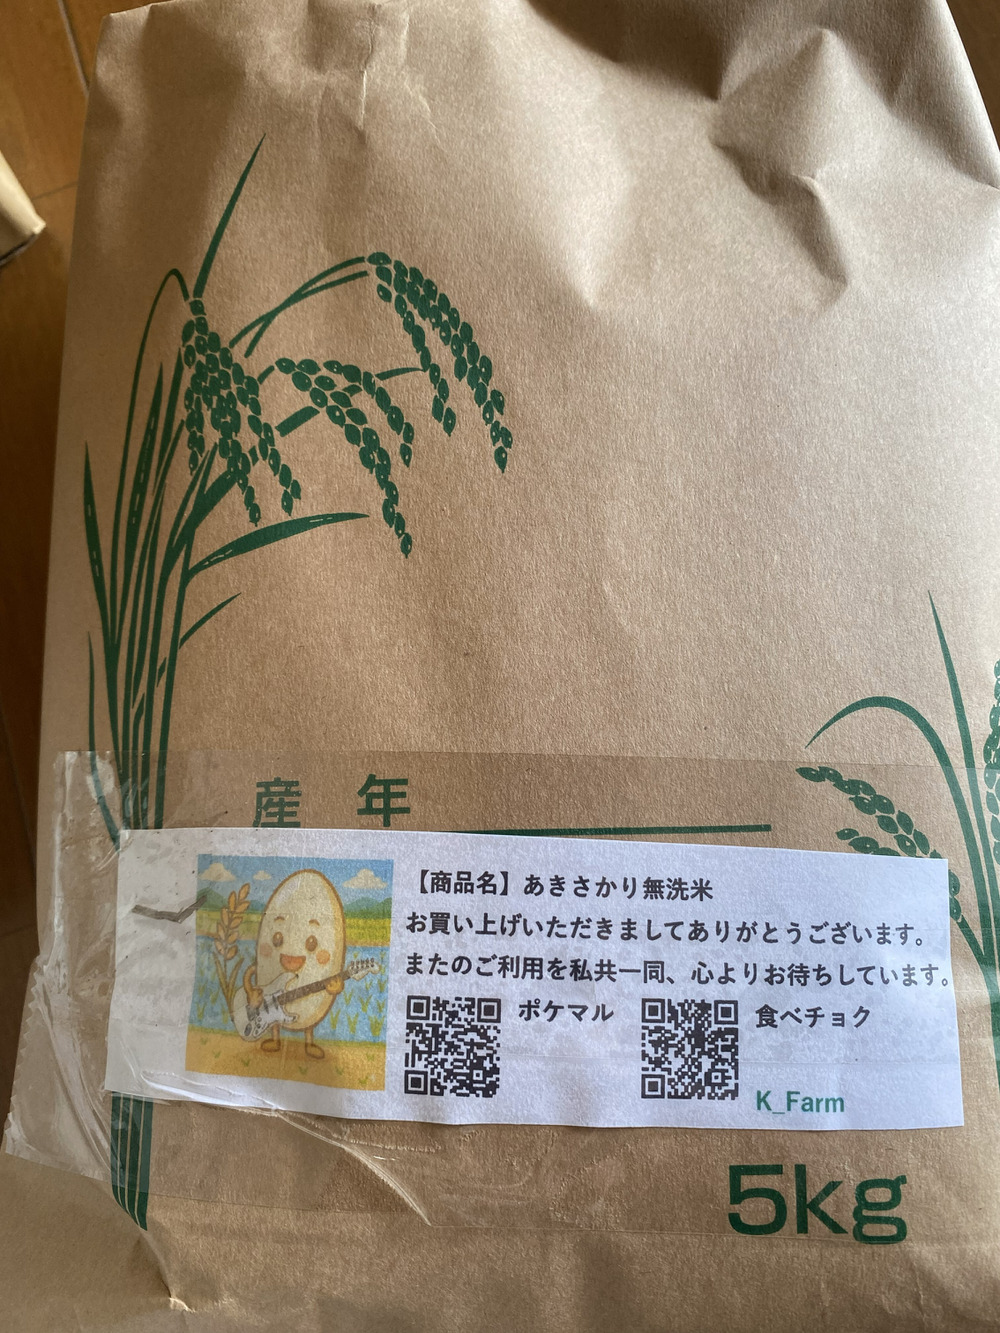 産 年
【商品名】あきさかり無洗米
お買い上げいただきましてありがとうございます。
またのご利用を私共一同、心よりお待ちしています。
ポケマル 食べチョク
K_Farm
5kg